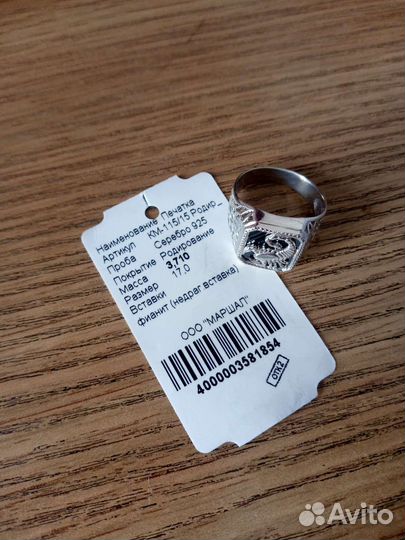 Наименование Печатка
Артикул КМ-115/15 Родир_
Проба Серебро 925
Покрытие Родирование
Масса 3,710
Размер 17.0
Вставки
фианит (недраг вставка)
ООО "МАРШАЛ"
4000003581854
ОТК2
Avito